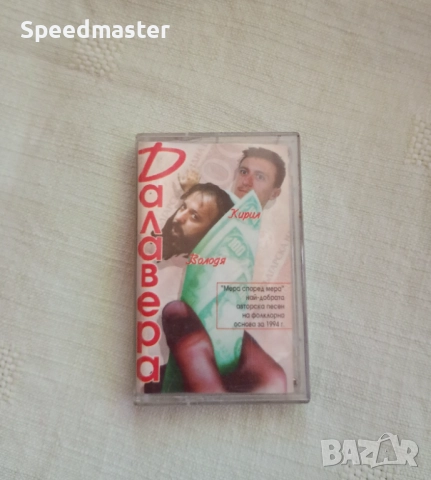 Speedmaster
Далавера
Кирил
Володя
"Мера според мера"
най-добрата
авторска песен
на фолклорна
основа за 1994 г.
bazar